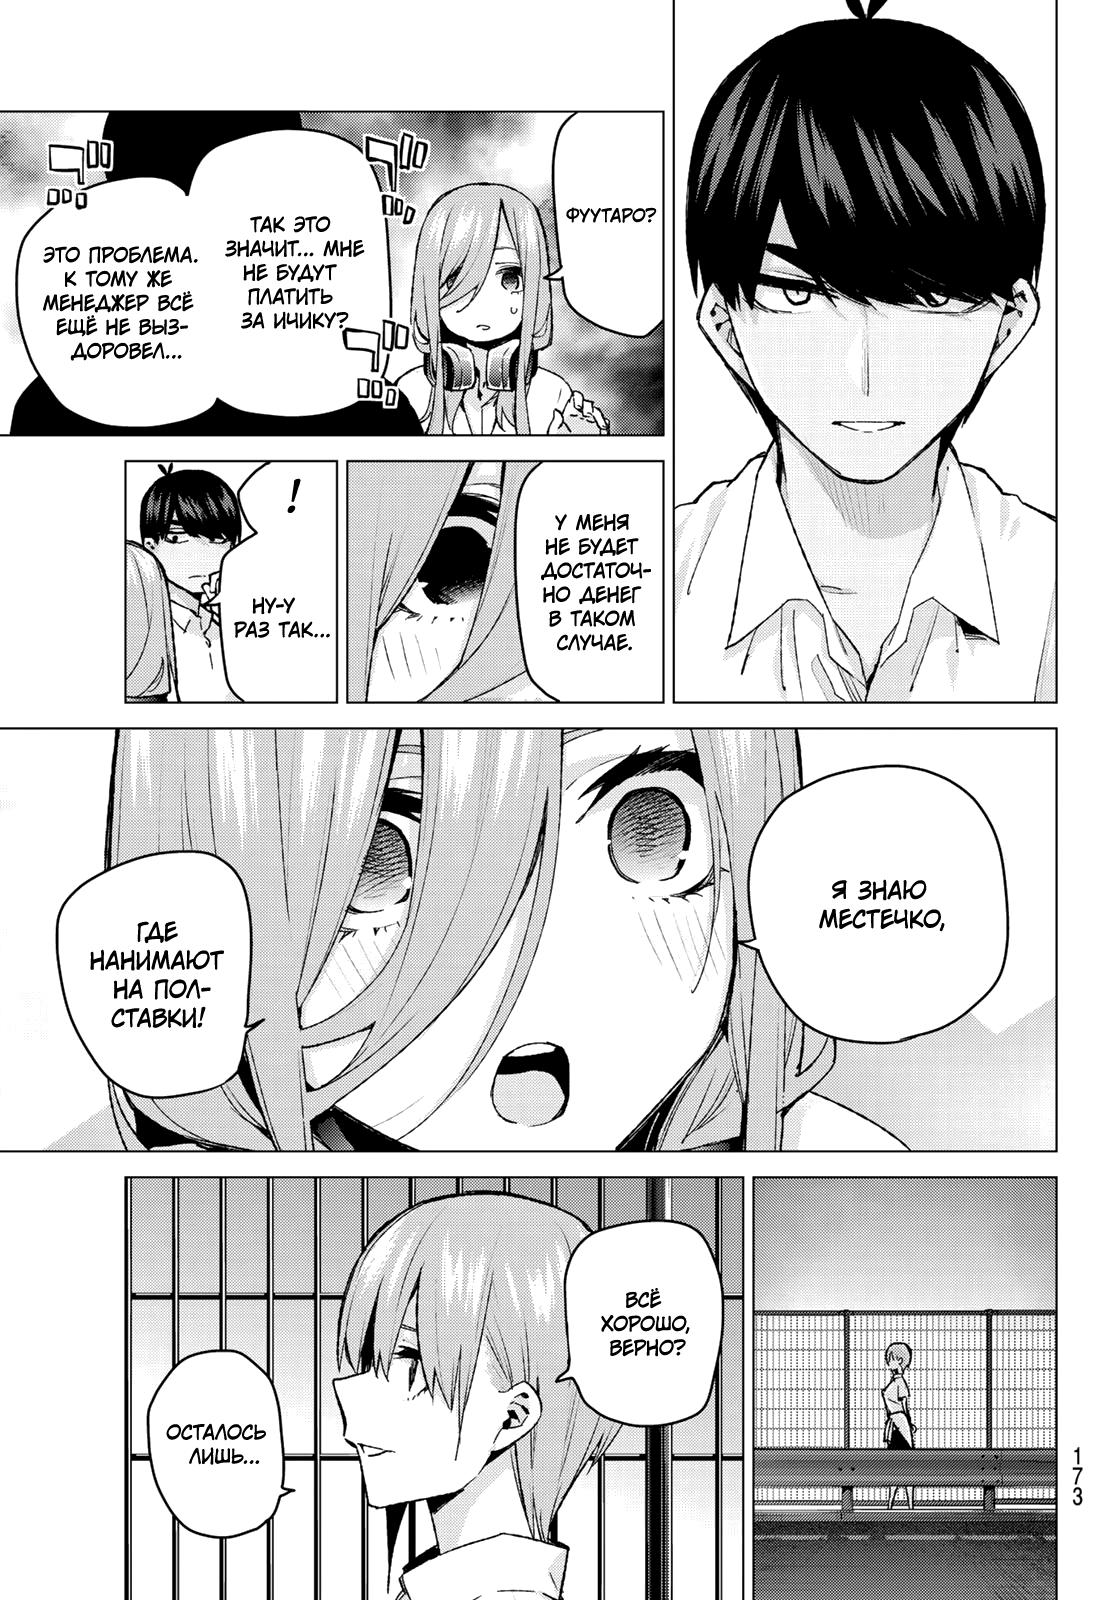 ФУУТАРО?
ТАК ЭТО
ЗНАЧИТ... МНЕ
НЕ БУДУТ
ПЛАТИТЬ
ЗА ИЧИКУ?
ЭТО ПРОБЛЕМА.
К ТОМУ ЖЕ
МЕНЕДЖЕР ВСЁ
ЕЩЁ НЕ ВЫЗ-
ДОРОВЕЛ...
У МЕНЯ
НЕ БУДЕТ
ДОСТАТОЧ-
НО ДЕНЕГ
В ТАКОМ
СЛУЧАЕ.
!
НУ-У
РАЗ ТАК...
Я ЗНАЮ
МЕСТЕЧКО,
ГДЕ
НАНИМАЮТ
НА ПОЛ-
СТАВКИ!
ВСЁ
ХОРОШО,
ВЕРНО?
ОСТАЛОСЬ
ЛИШЬ...
173